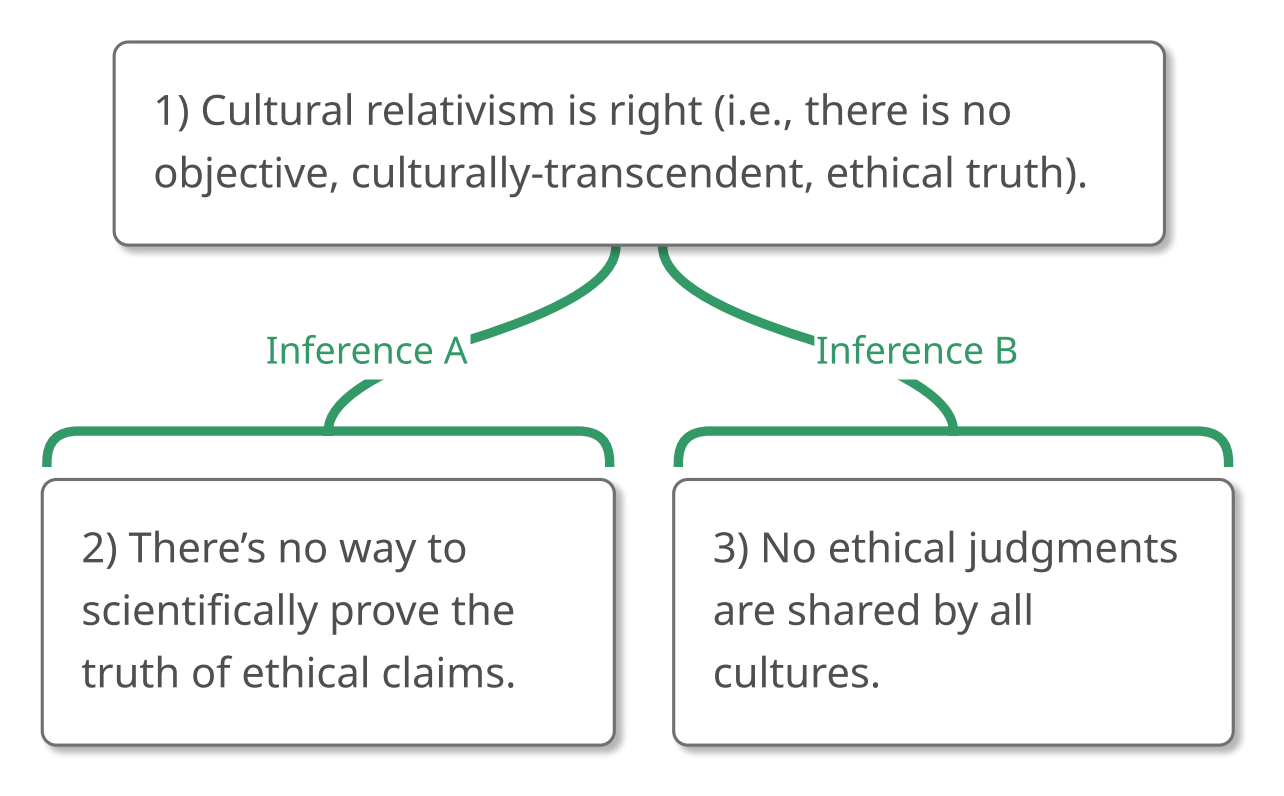 1) Cultural relativism is right (i.e., there is no
objective, culturally-transcendent, ethical truth).
Inference A
Inference B
2) There’s no way to
scientifically prove the
truth of ethical claims.
3) No ethical judgments
are shared by all
cultures.